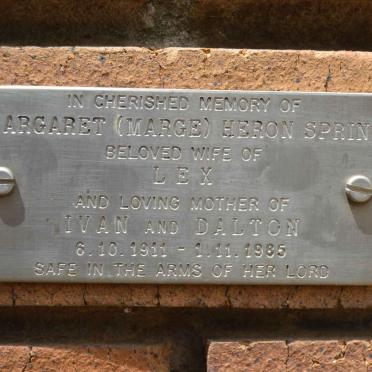 IN CHERISHED MEMORY OF
ARGARET (MARGE) HERON SPRIN
BELOVED WIFE OF
LEX
AND LOVING MOTHER OF
IVAN AND DALTON
6.10.1911 - 1.11.1985
SAFE IN THE ARMS OF HER LORD